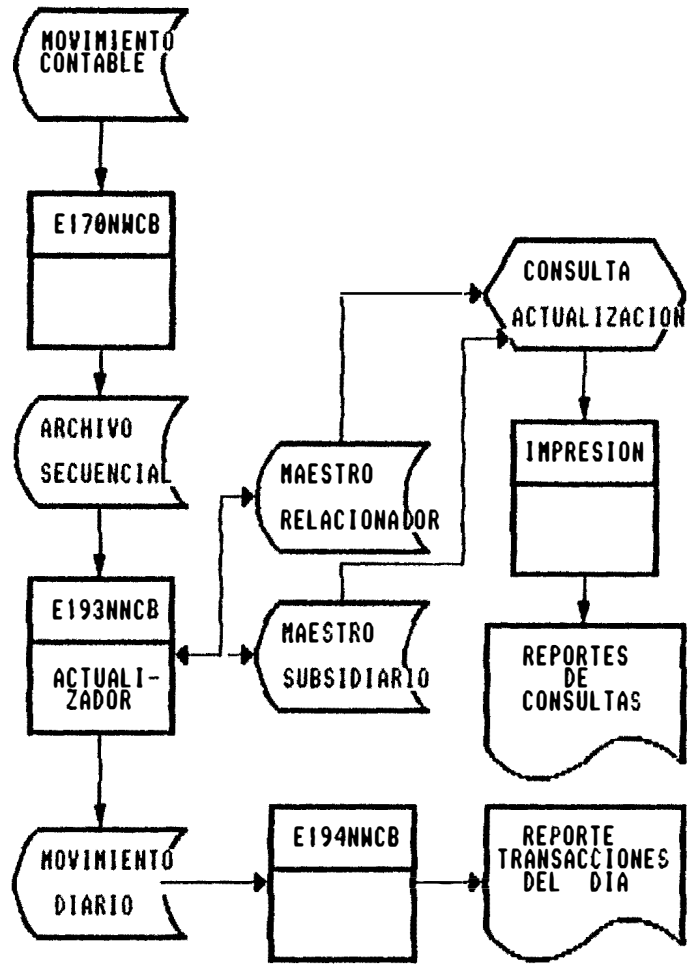 MOVIMIENTO
CONTABLE
E170NWCB
ARCHIVO
SECUENCIAL
E193NNCB
ACTUALI-
ZADOR
MOVIMIENTO
DIARIO
MAESTRO
RELACIONADOR
MAESTRO
SUBSIDIARIO
E194NNCB
CONSULTA
ACTUALIZACION
IMPRESION
REPORTES
DE
CONSULTAS
REPORTE
TRANSACCIONES
DEL DIA